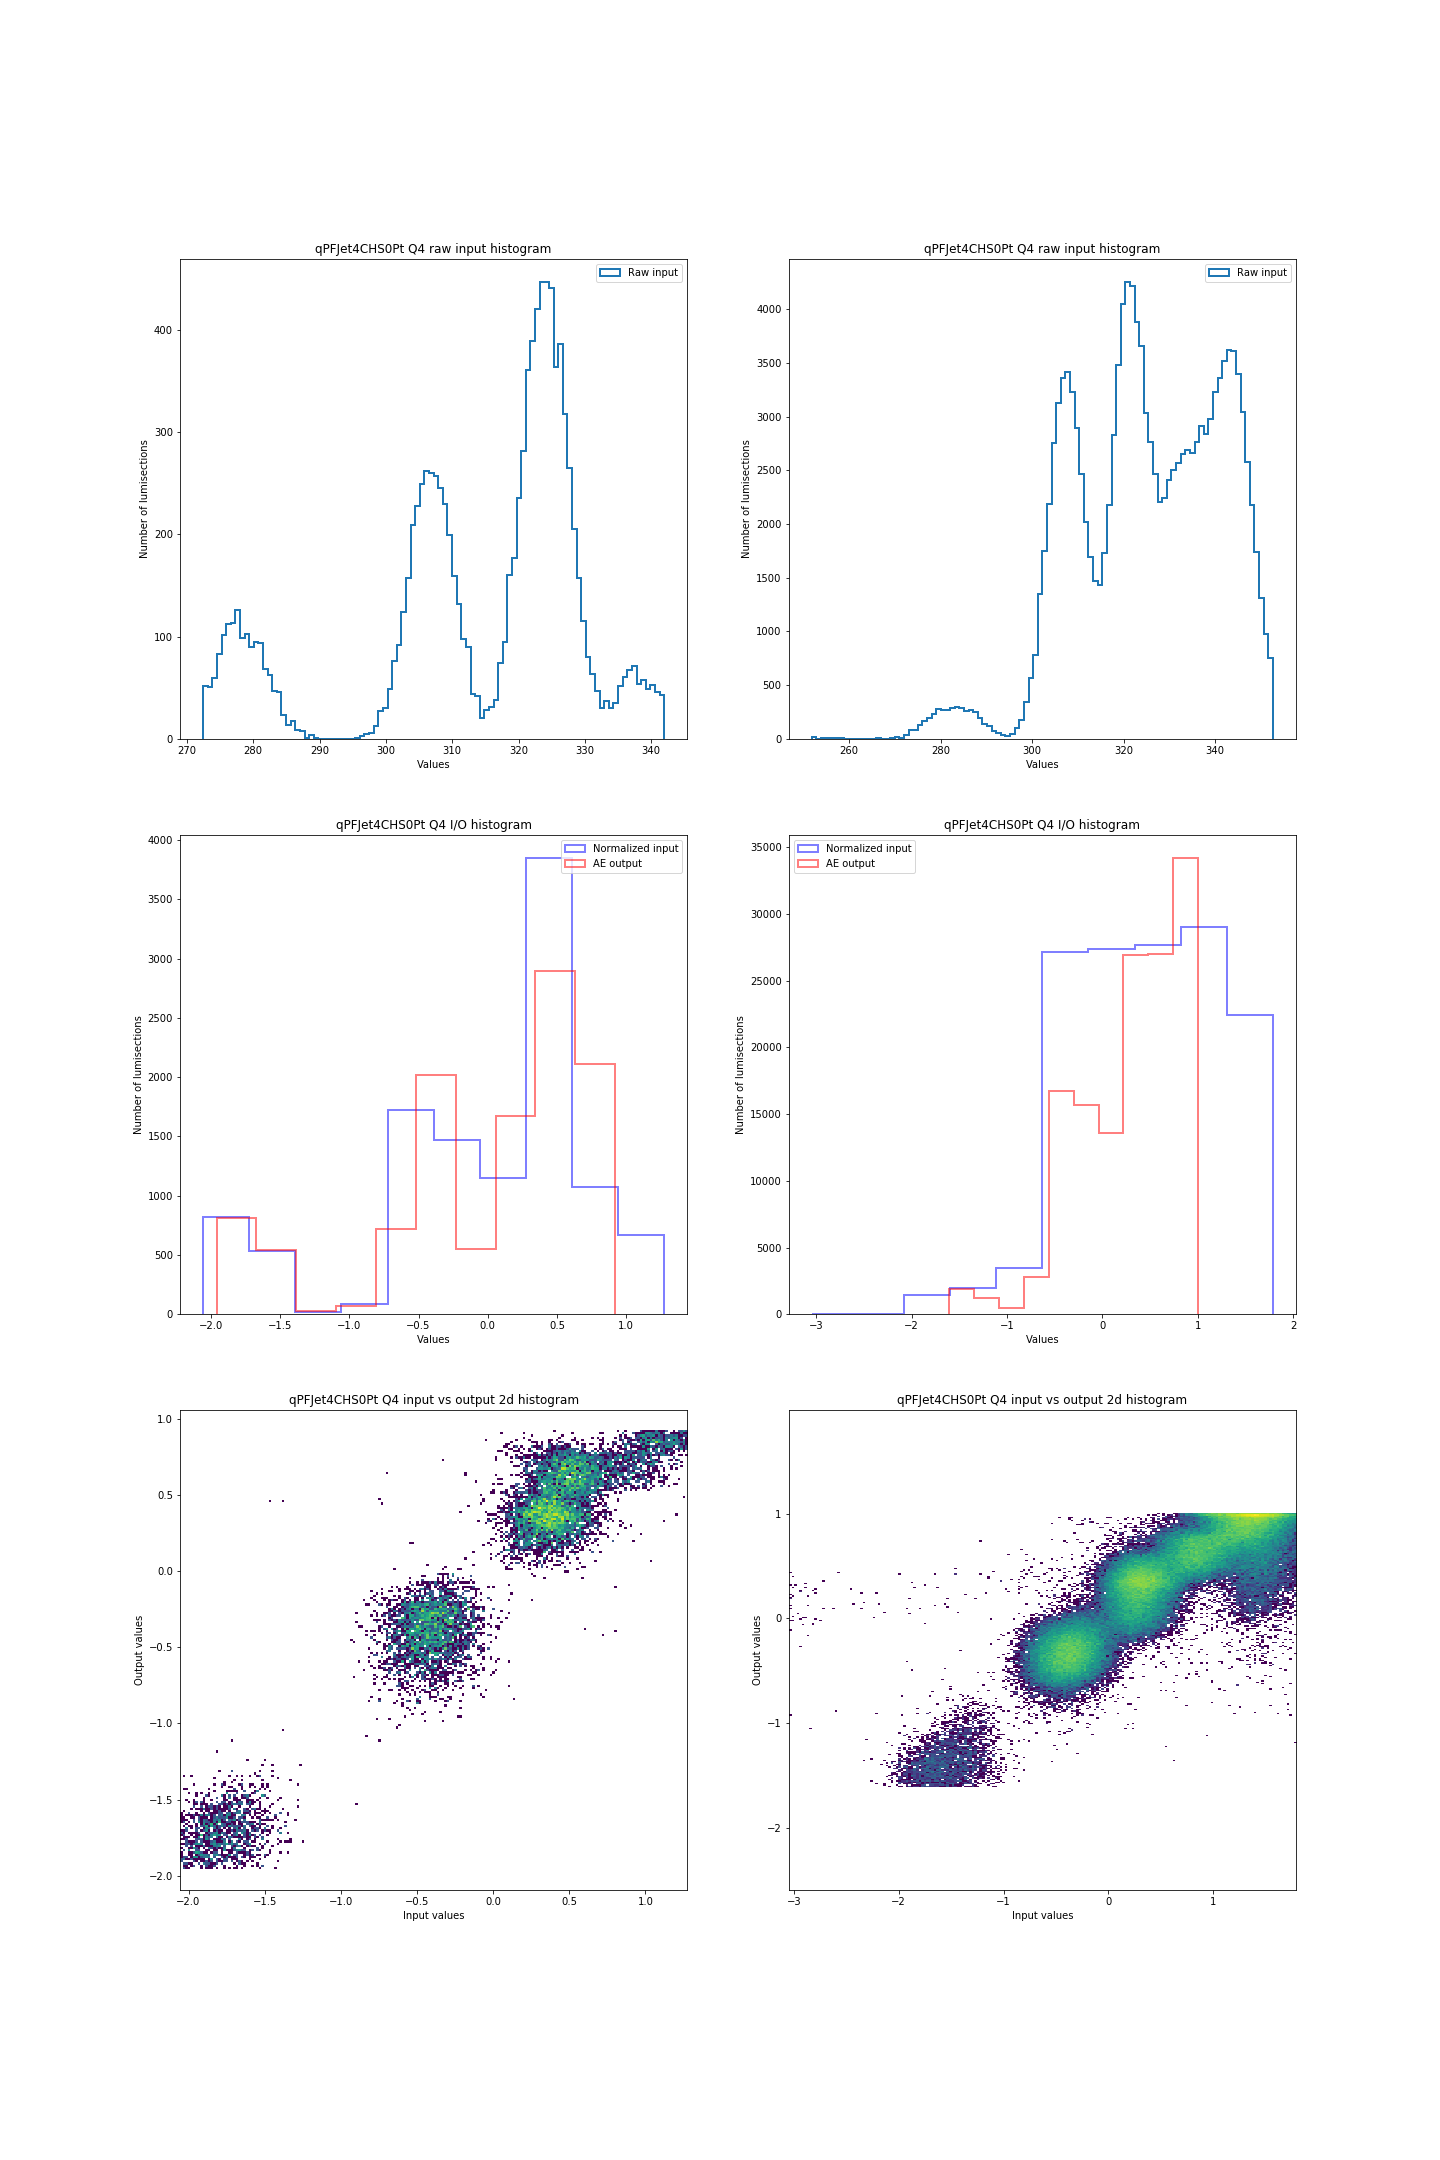 qPFJet4CHS0Pt Q4 raw input histogram
Raw input
Number of lumisections
400
300
200
100
0
270 280 290 300 310 320 330 340
Values
qPFJet4CHS0Pt Q4 raw input histogram
Raw input
Number of lumisections
4000
3500
3000
2500
2000
1500
1000
500
0
260 280 300 320 340
Values
qPFJet4CHS0Pt Q4 I/O histogram
Normalized input
AE output
Number of lumisections
4000
3500
3000
2500
2000
1500
1000
500
0
−2.0 −1.5 −1.0 −0.5 0.0 0.5 1.0
Values
qPFJet4CHS0Pt Q4 I/O histogram
Normalized input
AE output
Number of lumisections
35000
30000
25000
20000
15000
10000
5000
0
−3 −2 −1 0 1 2
Values
qPFJet4CHS0Pt Q4 input vs output 2d histogram
Output values
1.0
0.5
0.0
−0.5
−1.0
−1.5
−2.0
−2.0 −1.5 −1.0 −0.5 0.0 0.5 1.0
Input values
qPFJet4CHS0Pt Q4 input vs output 2d histogram
Output values
1
0
−1
−2
−3 −2 −1 0 1
Input values